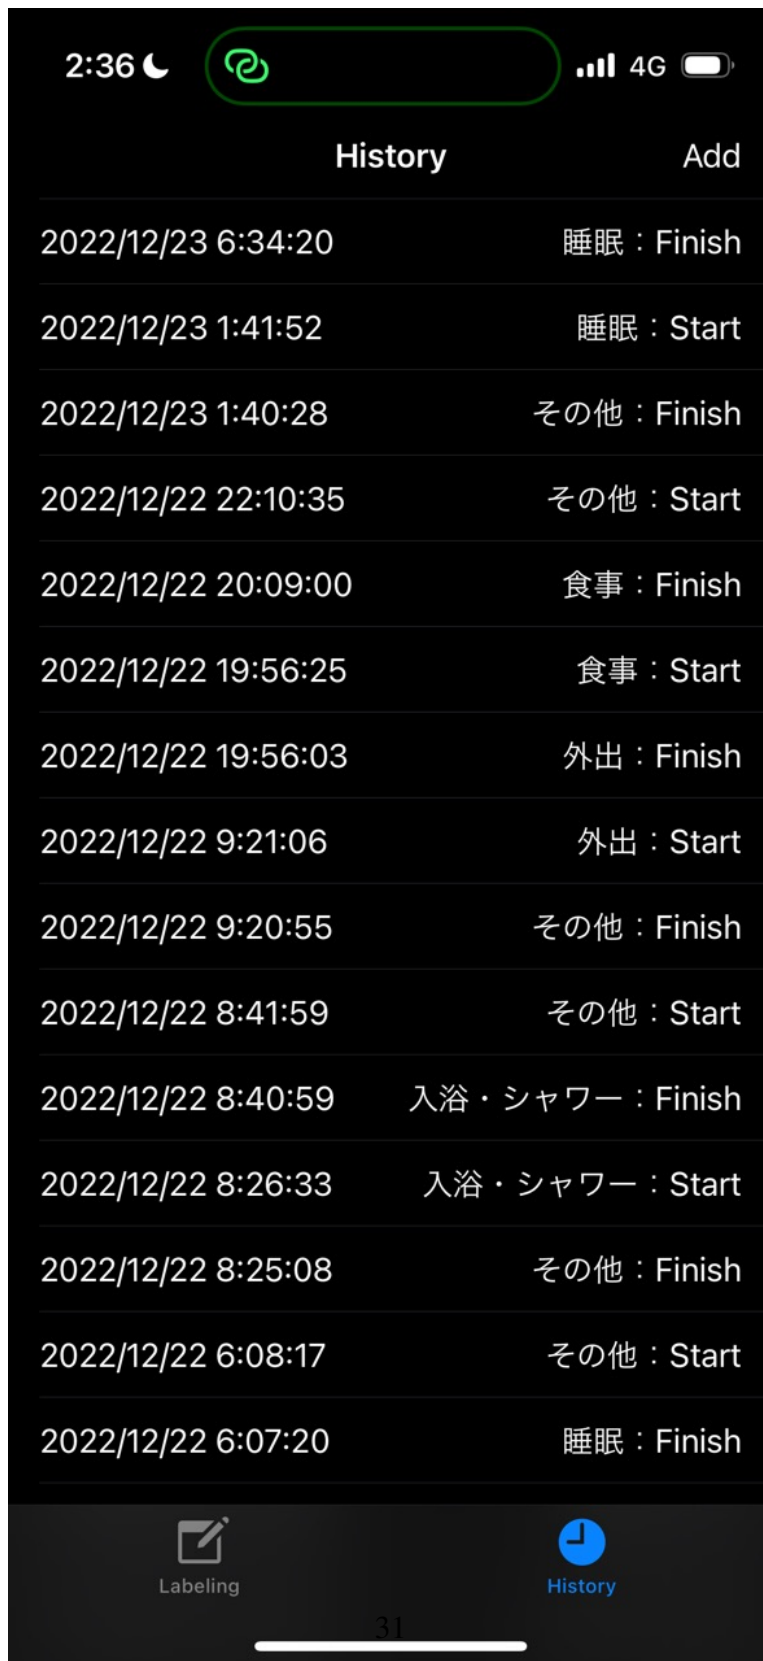 2:36 4G
History Add
2022/12/23 6:34:20 睡眠：Finish
2022/12/23 1:41:52 睡眠：Start
2022/12/23 1:40:28 その他：Finish
2022/12/22 22:10:35 その他：Start
2022/12/22 20:09:00 食事：Finish
2022/12/22 19:56:25 食事：Start
2022/12/22 19:56:03 外出：Finish
2022/12/22 9:21:06 外出：Start
2022/12/22 9:20:55 その他：Finish
2022/12/22 8:41:59 その他：Start
2022/12/22 8:40:59 入浴・シャワー：Finish
2022/12/22 8:26:33 入浴・シャワー：Start
2022/12/22 8:25:08 その他：Finish
2022/12/22 6:08:17 その他：Start
2022/12/22 6:07:20 睡眠：Finish
Labeling History
31